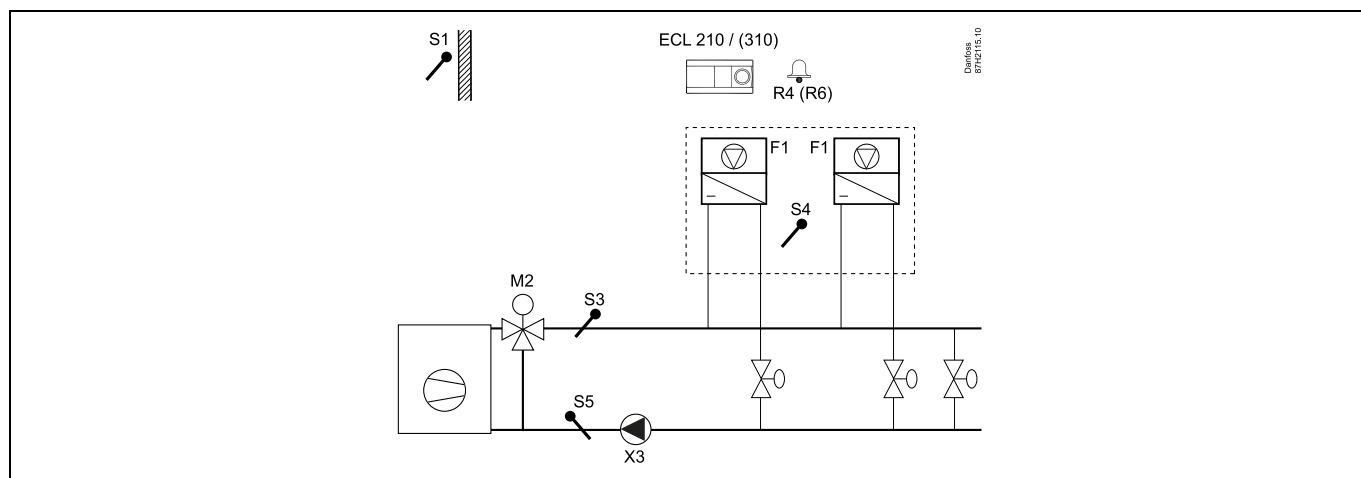 S1
ECL 210 / (310)
Danfoss
87H2115.10
R4 (R6)
F1
F1
S4
M2
S3
S5
X3